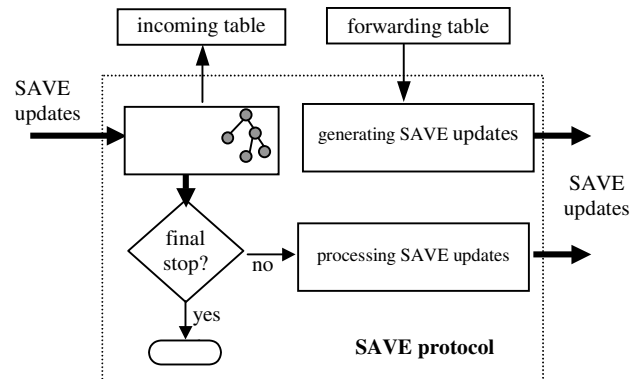 incoming table
forwarding table
SAVE
updates
generating SAVE updates
SAVE
updates
final
stop?
no
processing SAVE updates
yes
SAVE protocol